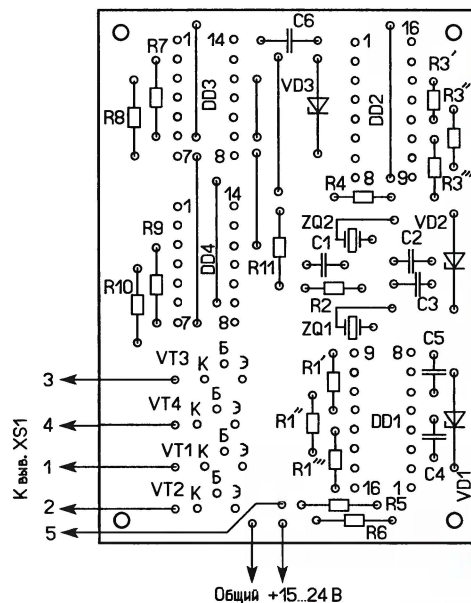 C6
R7
1
14
1
16
R3′
R8
DD3
VD3
DD2
R3″
R3‴
7
8
8
9
R4
1
14
ZQ2
VD2
C1
C2
R9
DD4
R11
R10
R2
C3
ZQ1
7
8
C5
VT3
К
Б
Э
R1′
9
8
3
VT4
К
Б
Э
R1″
DD1
4
VT1
К
Б
Э
R1‴
C4
1
VT2
К
Б
Э
16
1
VD1
2
R5
5
R6
К выв. XS1
Общий +15...24 В